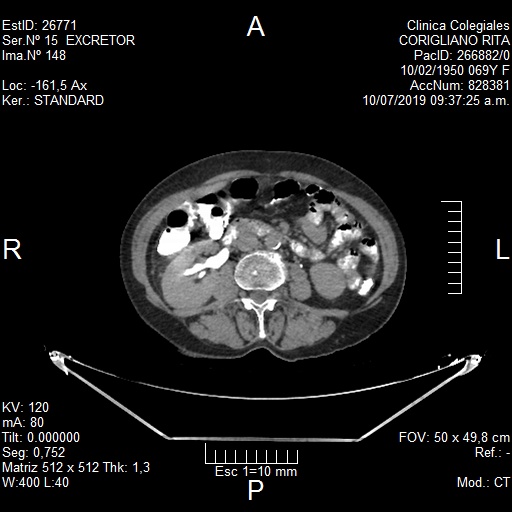 EstID: 26771
Ser.Nº 15 EXCRETOR
Ima.Nº 148
Loc: -161,5 Ax
Ker.: STANDARD
A
Clinica Colegiales
CORIGLIANO RITA
PacID: 266882/0
10/02/1950 069Y F
AccNum: 828381
10/07/2019 09:37:25 a.m.
R
L
KV: 120
mA: 80
Tilt: 0.000000
Seg: 0,752
Matriz 512 x 512 Thk: 1,3
W:400 L:40
Esc 1=10 mm
P
FOV: 50 x 49,8 cm
Ref.: -
Mod.: CT